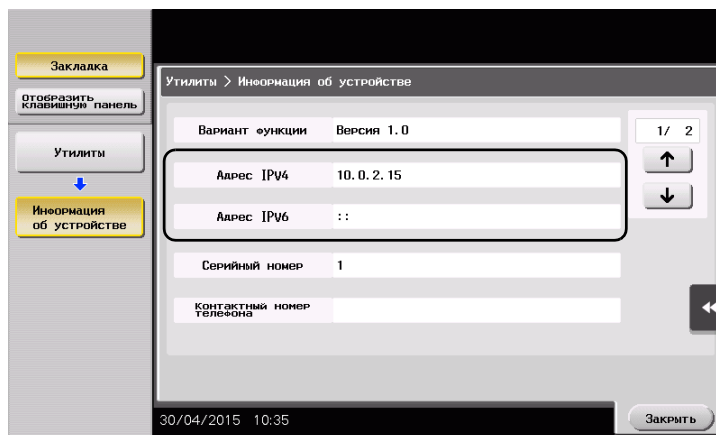 Закладка
Отобразить
клавишную панель
Утилиты
Информация
об устройстве
Утилиты > Информация об устройстве
Вариант функции Версия 1.0
1/ 2
Адрес IPv4 10.0.2.15
Адрес IPv6 ::
Серийный номер 1
Контактный номер
телефона
30/04/2015 10:35
Закрыть